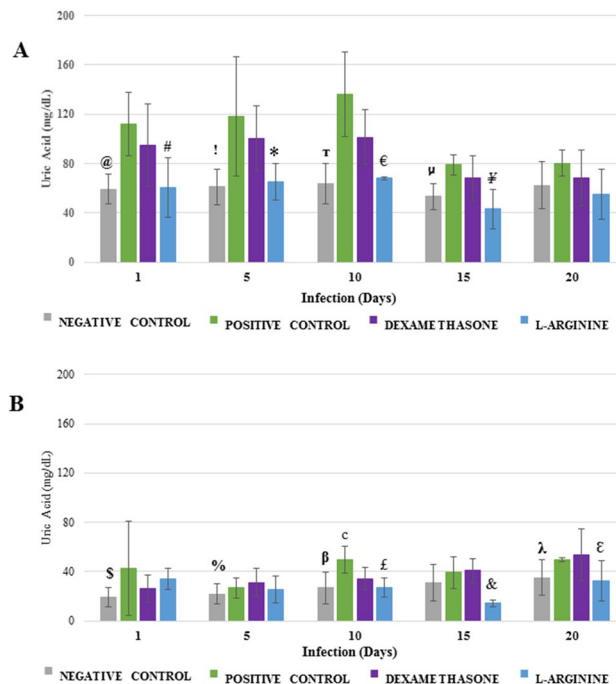 A
Uric Acid (mg/dL)
200
160
120
80
40
0
@
#
!
*
т
€
µ
¥
1 5 10 15 20
Infection (Days)
NEGATIVE CONTROL POSITIVE CONTROL DEXAMETHASONE L-ARGININE
B
Uric Acid (mg/dL)
200
160
120
80
40
0
$
%
β
c
£
&
λ
Ɛ
1 5 10 15 20
Infection (Days)
NEGATIVE CONTROL POSITIVE CONTROL DEXAMETHASONE L-ARGININE